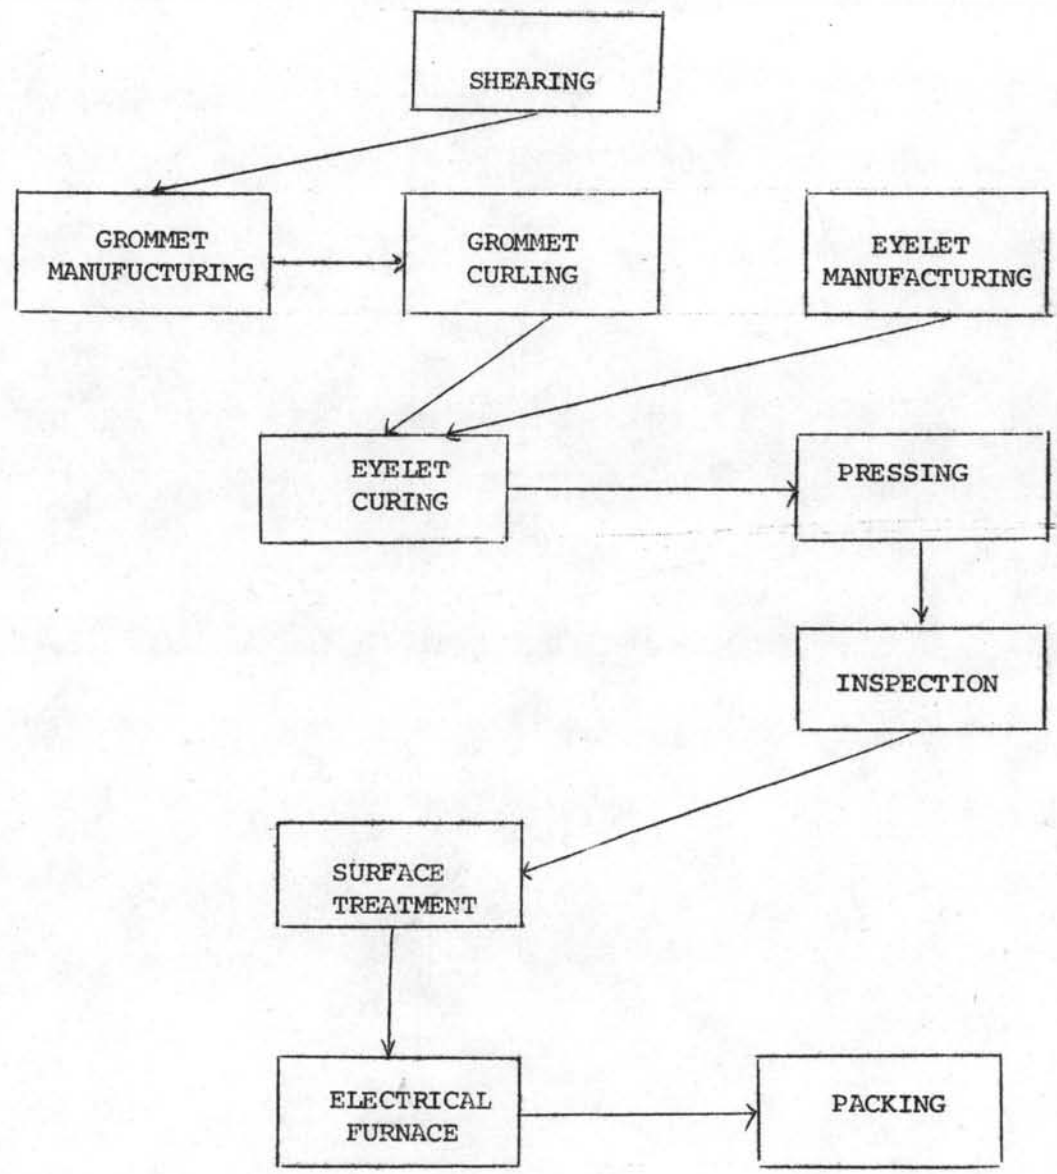 SHEARING
GROMMET
MANUFUCTURING
GROMMET
CURLING
EYELET
MANUFACTURING
EYELET
CURING
PRESSING
INSPECTION
SURFACE
TREATMENT
ELECTRICAL
FURNACE
PACKING